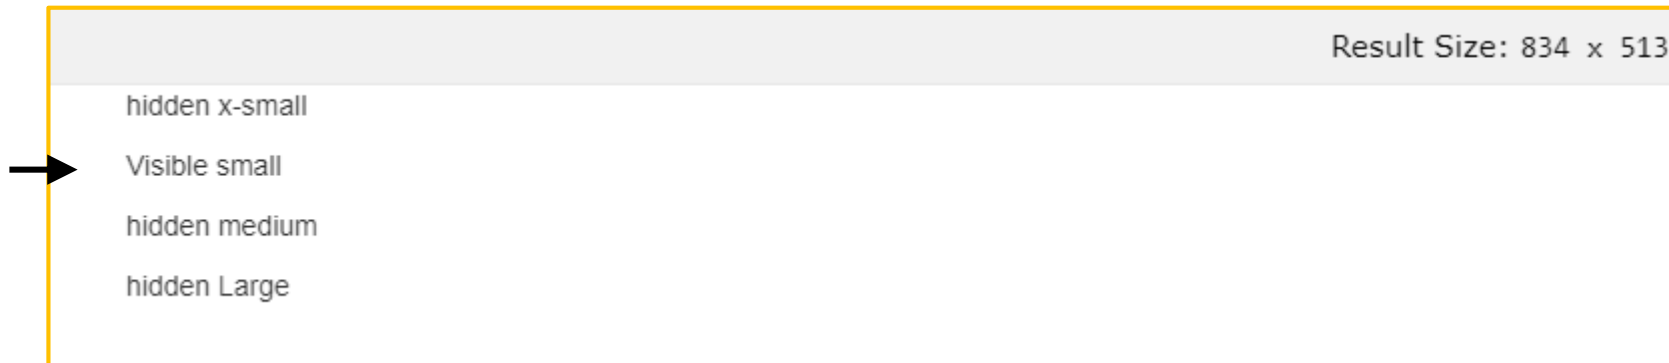 Result Size: 834 x 513
hidden x-small
Visible small
hidden medium
hidden Large